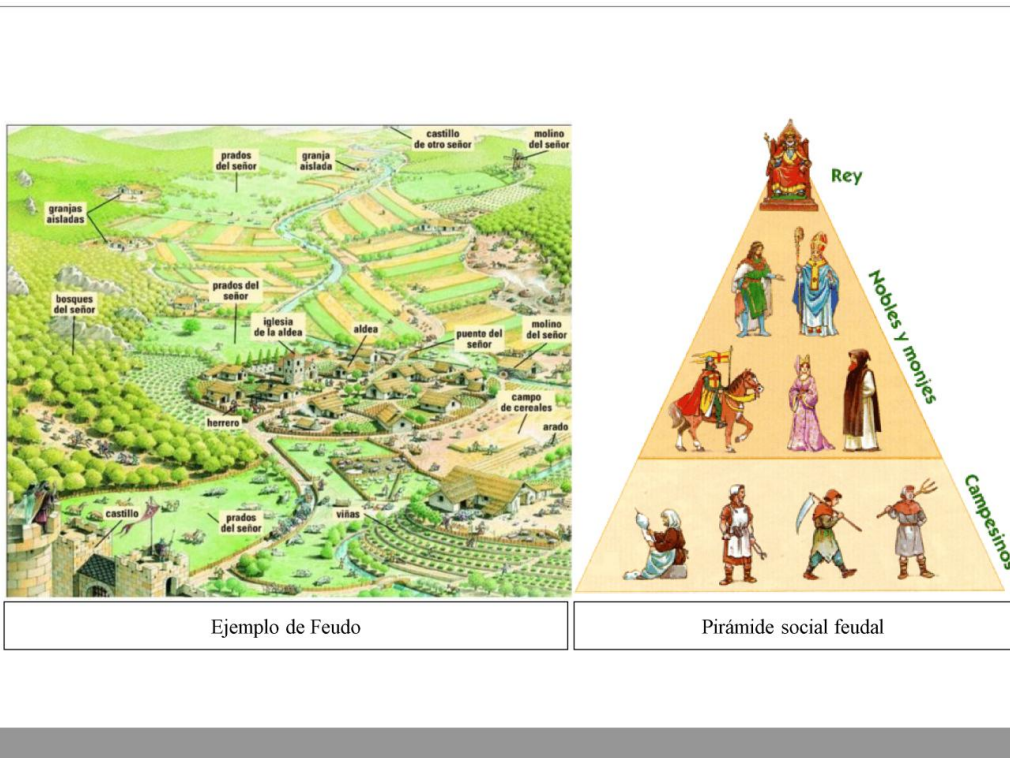 castillo
de otro señor
molino
del señor
prados
del señor
granja
aislada
granjas
aisladas
bosques
del señor
prados del
señor
iglesia
de la aldea
aldea
puento del
señor
molino
del señor
campo
de cereales
arado
herrero
castillo
prados
del señor
viñas
Ejemplo de Feudo
Rey
Nobles y monjes
Campesinos
Pirámide social feudal